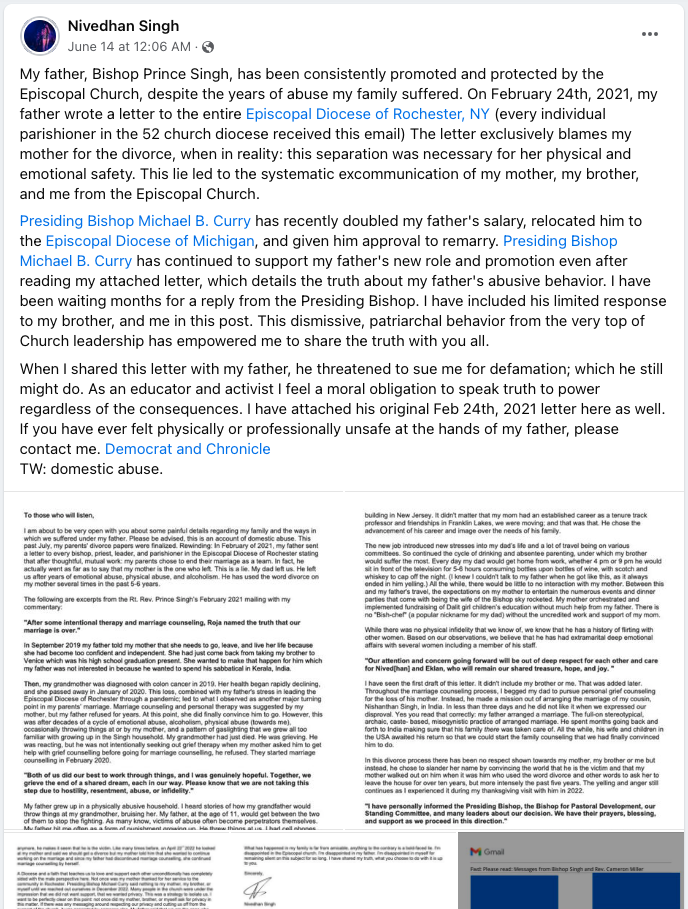 Nivedhan Singh
June 14 at 12:06 AM ·
My father, Bishop Prince Singh, has been consistently promoted and protected by the
Episcopal Church, despite the years of abuse my family suffered. On February 24th, 2021, my
father wrote a letter to the entire Episcopal Diocese of Rochester, NY (every individual
parishioner in the 52 church diocese received this email) The letter exclusively blames my
mother for the divorce, when in reality: this separation was necessary for her physical and
emotional safety. This lie led to the systematic excommunication of my mother, my brother,
and me from the Episcopal Church.
Presiding Bishop Michael B. Curry has recently doubled my father's salary, relocated him to
the Episcopal Diocese of Michigan, and given him approval to remarry. Presiding Bishop
Michael B. Curry has continued to support my father's new role and promotion even after
reading my attached letter, which details the truth about my father's abusive behavior. I have
been waiting months for a reply from the Presiding Bishop. I have included his limited response
to my brother, and me in this post. This dismissive, patriarchal behavior from the very top of
Church leadership has empowered me to share the truth with you all.
When I shared this letter with my father, he threatened to sue me for defamation; which he still
might do. As an educator and activist I feel a moral obligation to speak truth to power
regardless of the consequences. I have attached his original Feb 24th, 2021 letter here as well.
If you have ever felt physically or professionally unsafe at the hands of my father, please
contact me. Democrat and Chronicle
TW: domestic abuse.
To those who will listen,
I am about to be very open with you about some painful details regarding my family and the ways in
which we suffered under my father. Please be advised, this is an account of domestic abuse. This
past July, my parents' divorce papers were finalized. Rewinding: In February of 2021, my father sent
a letter to every bishop, priest, leader, and parishioner in the Episcopal Diocese of Rochester stating
that after thoughtful, mutual work: my parents chose to end their marriage as a team. In fact, he
actually went as far as to say that my mother is the one who left. This is a lie. My dad left us. He left
us after years of emotional abuse, physical abuse, and alcoholism. He has used the word divorce on
my mother several times in the past 5-6 years.
The following are excerpts from the Rt. Rev. Prince Singh's February 2021 mailing with my
commentary:
"After some intentional therapy and marriage counseling, Roja named the truth that our
marriage is over."
In September 2019 my father told my mother that she needs to go, leave, and live her life because
she had become too confident and independent. She had just come back from taking my brother to
Venice which was his high school graduation present. She wanted to make that happen for him which
my father was not interested in because he wanted to spend his sabbatical in Kerala, India.
Then, my grandmother was diagnosed with colon cancer in 2019. Her health began rapidly declining,
and she passed away in January of 2020. This loss, combined with my father's stress in leading the
Episcopal Diocese of Rochester through a pandemic; led to what I observed as another major turning
point in my parents' marriage. Marriage counseling and personal therapy was suggested by my
mother, but my father refused for years. At this point, she did finally convince him to go. However, this
was after decades of a cycle of emotional abuse, alcoholism, physical abuse (towards me),
occasionally throwing things at or by my mother, and a pattern of gaslighting that we grew all too
familiar with growing up in the Singh household. My grandmother had just died. He was grieving. He
was reacting, but he was not intentionally seeking out grief therapy when my mother asked him to get
help with grief counselling before going for marriage counselling, he refused. They started marriage
counselling in February 2020.
"Both of us did our best to work through things, and I was genuinely hopeful. Together, we
grieve the end of a shared dream, each in our way. Please know that we are not taking this
step due to hostility, resentment, abuse, or infidelity."
My father grew up in a physically abusive household. I heard stories of how my grandfather would
throw things at my grandmother, bruising her. My father, at the age of 11, would get between the two
of them to stop the fighting. As many know, victims of abuse often become perpetrators themselves.
My father hit me often as a form of punishment growing up. He threw things at us. I had cell phones
building in New Jersey. It didn't matter that my mom had an established career as a tenure track
professor and friendships in Franklin Lakes, we were moving; and that was that. He chose the
advancement of his career and image over the needs of his family.
The new job introduced new stresses into my dad's life and a lot of travel being on various
committees. So continued the cycle of drinking and absentee parenting, under which my brother
would suffer the most. Every day my dad would get home from work, whether 4 pm or 9 pm he would
sit in front of the television for 5-6 hours consuming bottles upon bottles of wine, with scotch and
whiskey to cap off the night. (I knew I couldn't talk to my father when he got like this, as it always
ended in him yelling.) All the while, there would be little to no interaction with my mother. Between this
and my father's travel, the expectations on my mother to entertain the numerous events and dinner
parties that come with being the wife of the Bishop sky rocketed. My mother orchestrated and
implemented fundraising of Dalit girl children's education without much help from my father. There is
no "Bish-chef" (a popular nickname for my dad) without the uncredited work and support of my mom.
While there was no physical infidelity that we know of, we know that he has a history of flirting with
other women. Based on our observations, we believe that he has had extramarital deep emotional
affairs with several women including a member of his staff.
"Our attention and concern going forward will be out of deep respect for each other and care
for Nived[han] and Eklan, who will remain our shared treasure, hope, and joy."
I have seen the first draft of this letter. It didn't include my brother or me. That was added later.
Throughout the marriage counseling process, I begged my dad to pursue personal grief counseling
for the loss of his mother. Instead, he made a mission out of arranging the marriage of my cousin,
Nishanthan Singh, in India. In less than three days and he did not like it when we expressed our
disproval. Yes you read that correctly: my father arranged a marriage. The full-on stereotypical,
archaic, caste-based, misogynistic practice of arranged marriage. He spent months going back and
forth to India making sure that his family there was taken care of. All the while, his wife and children in
the USA awaited his return so that we could start the family counseling that we had finally convinced
him to do.
In this divorce process there has been no respect shown towards my mother, my brother or me but
instead, he chose to slander her name by convincing the world that he is the victim and that my
mother walked out on him when it was him who used the word divorce and other words to ask her to
leave the house for over ten years, but more intensely the past five years. The yelling and anger still
continues as I experienced it during my thanksgiving visit with him in 2022.
"I have personally informed the Presiding Bishop, the Bishop for Pastoral Development, our
Standing Committee, and many leaders about our decision. We have their prayers, blessing,
and support as we proceed in this direction."
Sincerely,
Nivedhan Singh
Gmail
Fact: Please read: Messages from Bishop Singh and Rev. Cameron Miller